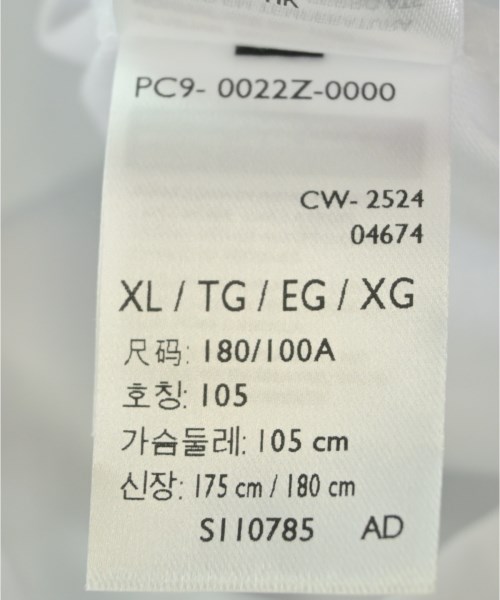 PC9- 0022Z-0000
CW- 2524
04674
XL / TG / EG / XG
尺码: 180/100A
호칭: 105
가슴둘레: 105 cm
신장: 175 cm / 180 cm
S110785 AD